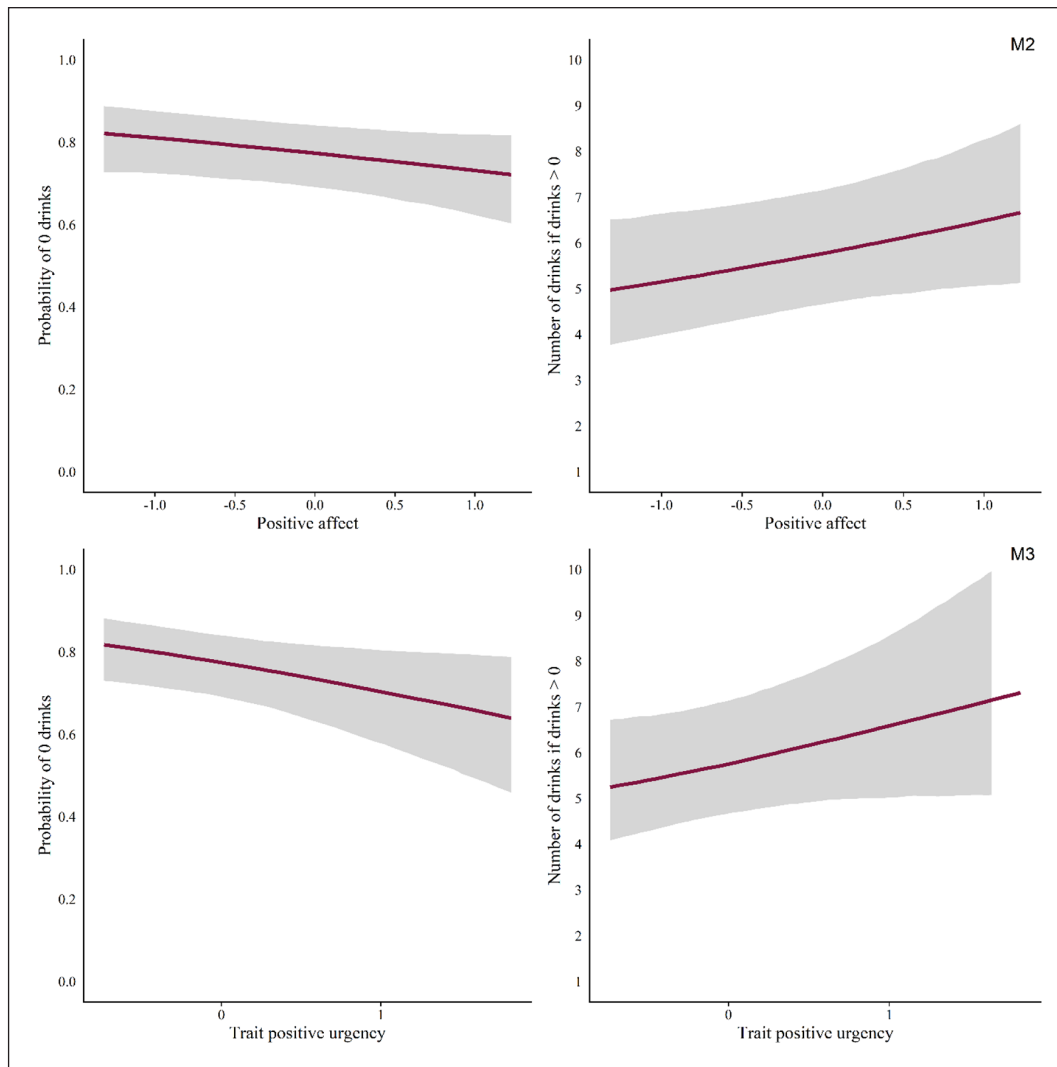 M2
Probability of 0 drinks
1.0
0.8
0.6
0.4
0.2
0.0
-1.0 -0.5 0.0 0.5 1.0
Positive affect
Number of drinks if drinks > 0
10
9
8
7
6
5
4
3
2
1
-1.0 -0.5 0.0 0.5 1.0
Positive affect
M3
Probability of 0 drinks
1.0
0.8
0.6
0.4
0.2
0.0
0 1
Trait positive urgency
Number of drinks if drinks > 0
10
9
8
7
6
5
4
3
2
1
0 1
Trait positive urgency